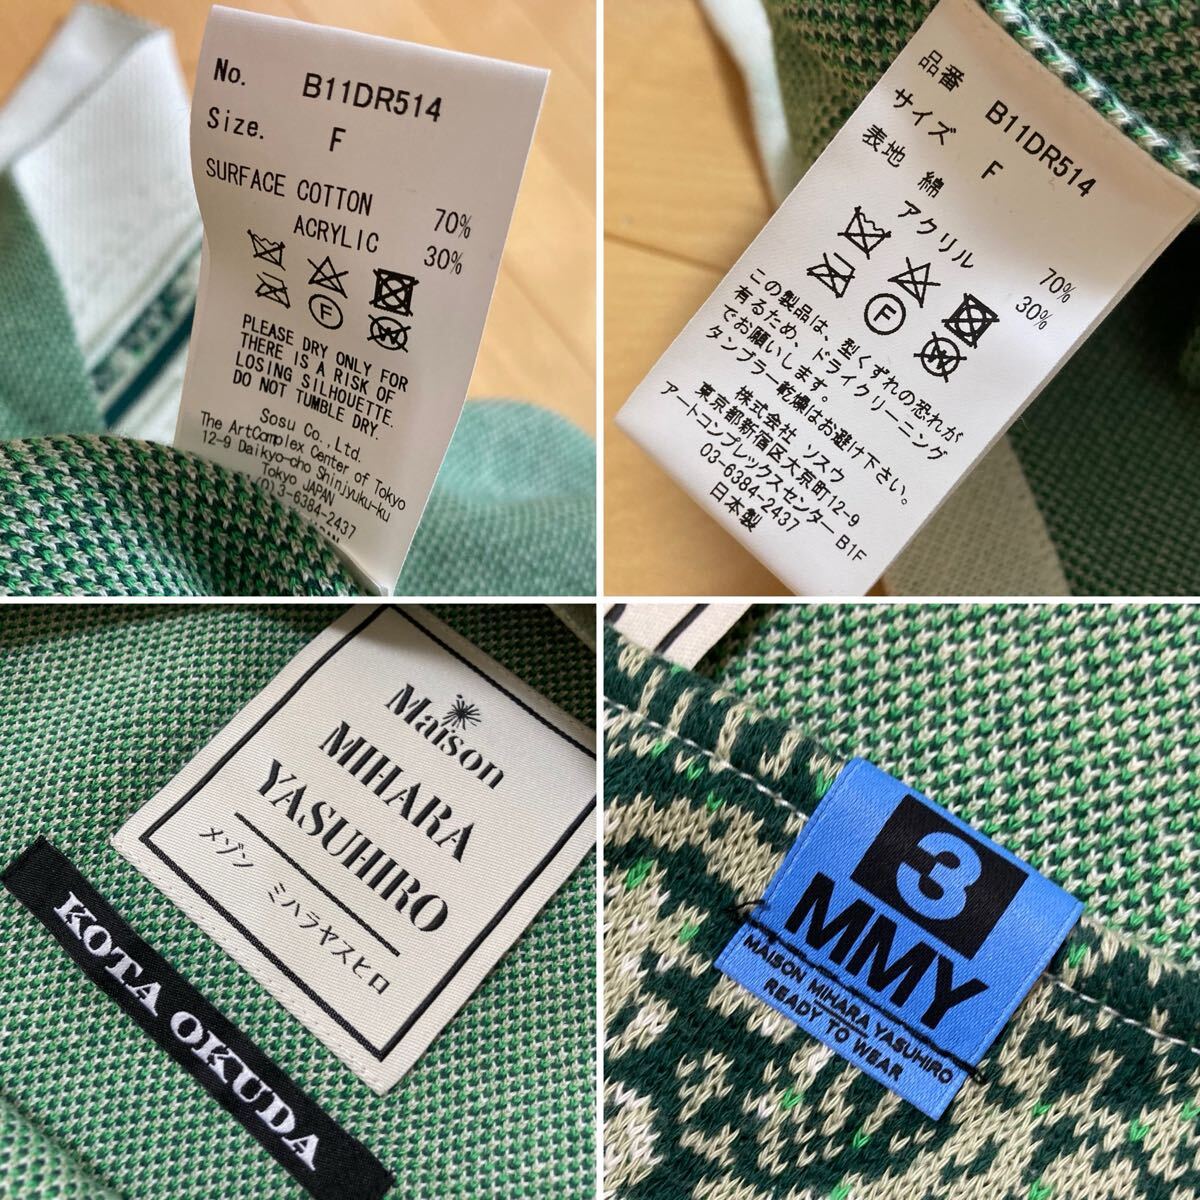 No. B11DR514
Size. F
SURFACE COTTON 70%
ACRYLIC 30%
F
W
PLEASE DRY ONLY FOR
THERE IS A RISK OF
LOSING SILHOUETTE.
DO NOT TUMBLE DRY.
Sosu Co.,Ltd.
The ArtComplex Center of Tokyo
12-9 Daikyo-cho Shinjyuku-ku
Tokyo JAPAN
3-6384-2437
品番 B11DR514
サイズ F
表地 綿 70%
アクリル 30%
F
W
この製品は、型くずれの恐れが
有るため、ドライクリーニング
でお願いします。
タンブラー乾燥はお避け下さい。
株式会社 ソスウ
東京都新宿区大京町12-9
アートコンプレックスセンターB1F
03-6384-2437
日本製
Maison
MIHARA
YASUHIRO
メゾン ミハラヤスヒロ
KOTA OKUDA
3
MMY
MAISON MIHARA YASUHIRO
READY TO WEAR